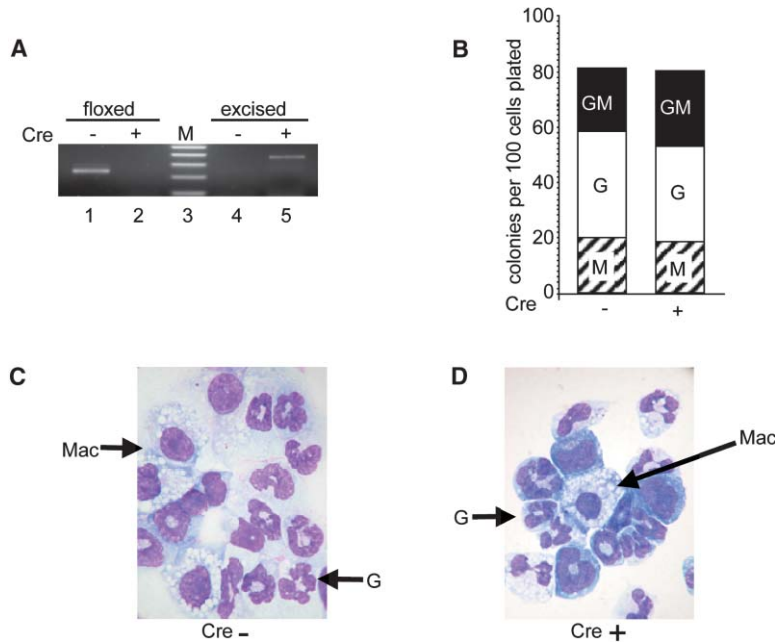 A
floxed excised
Cre - + M - +
1 2 3 4 5
B
colonies per 100 cells plated
100
80
60
40
20
0
GM GM
G G
M M
Cre - +
C
Mac
G
Cre -
D
Mac
G
Cre +